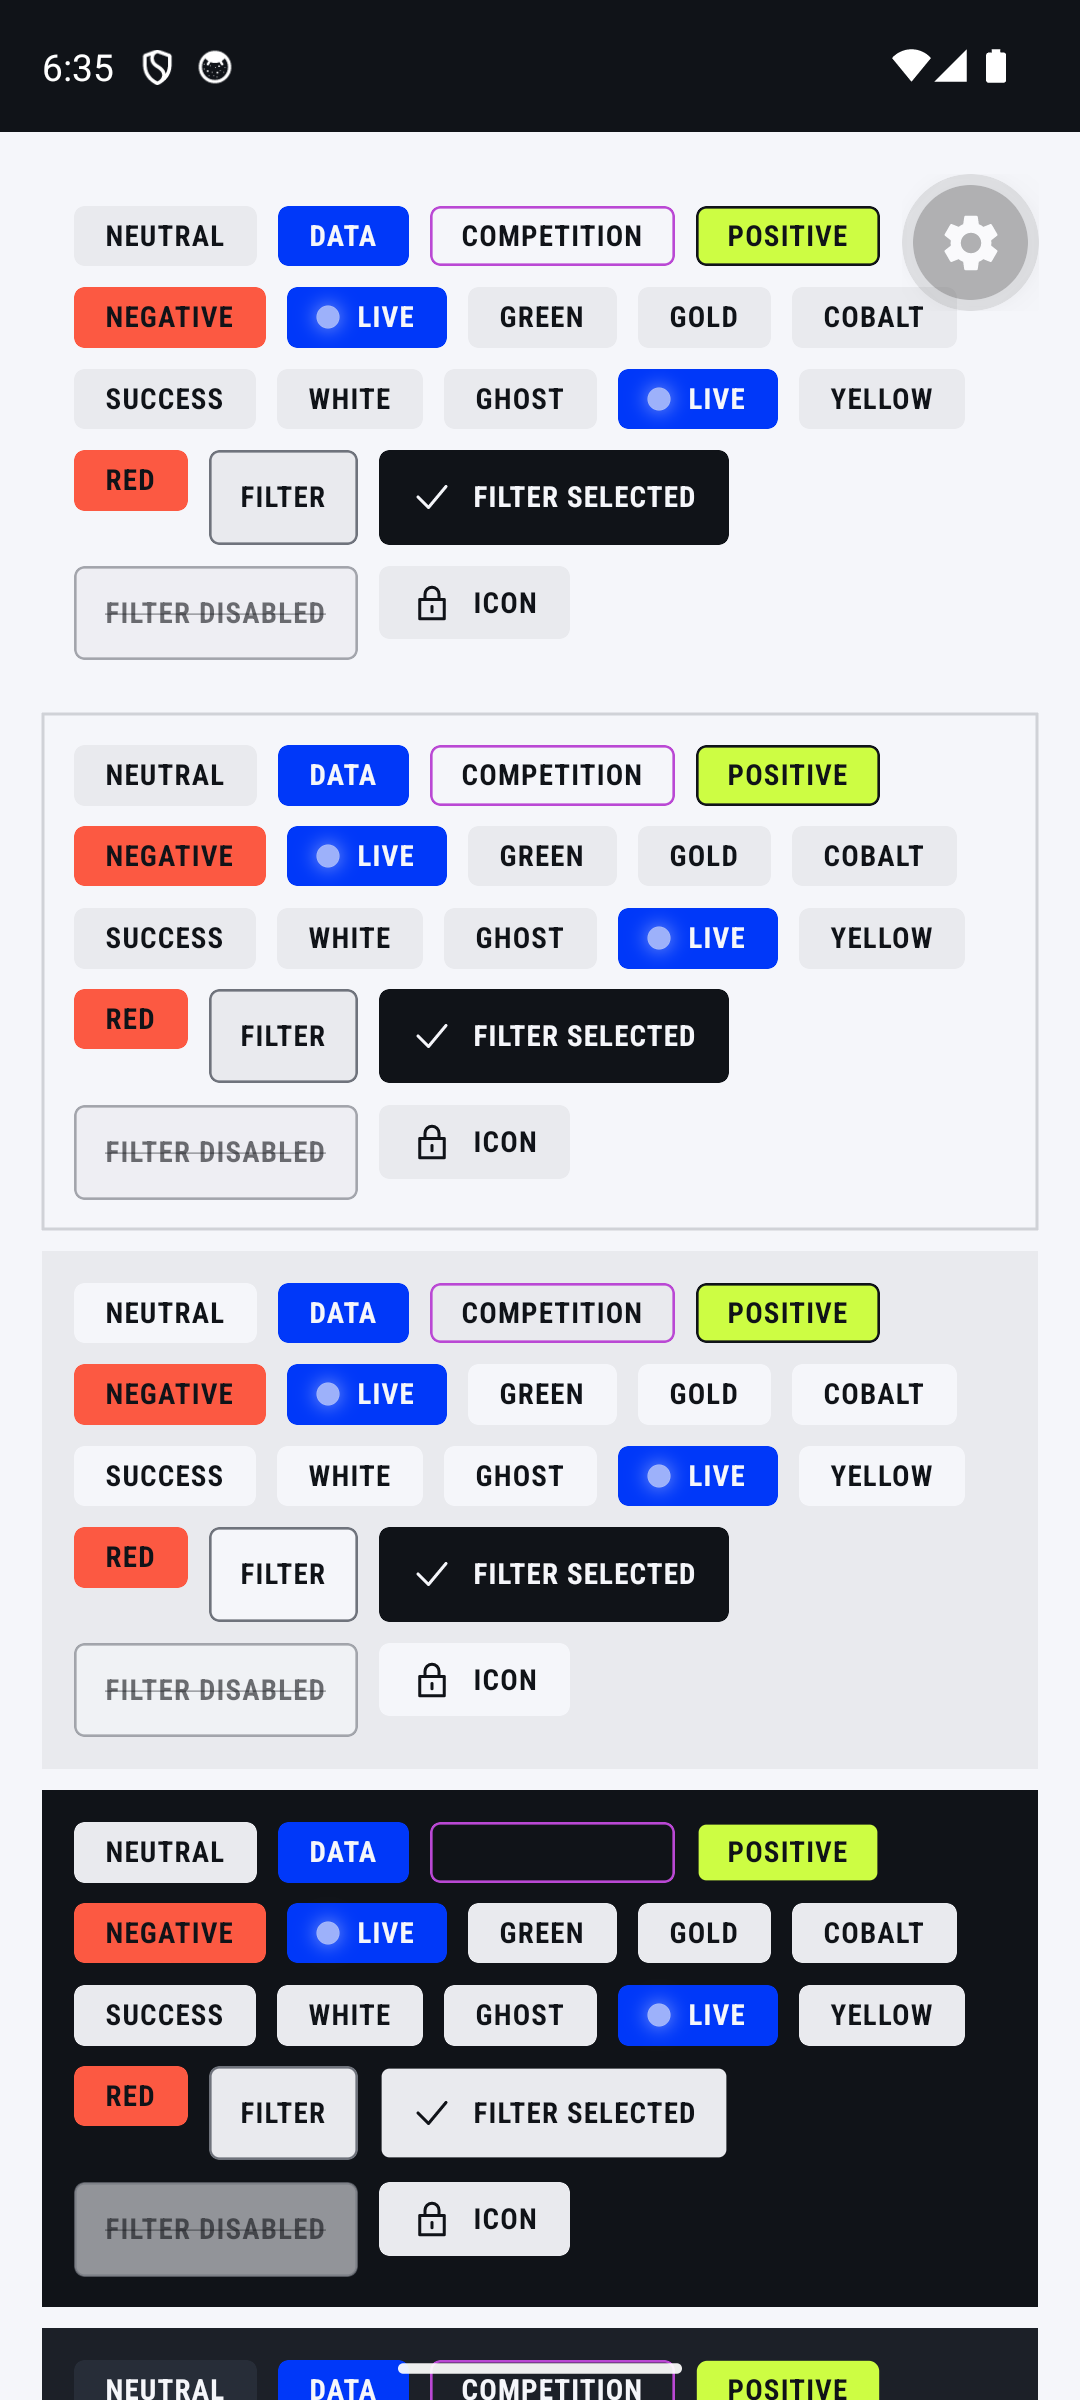 6:35
NEUTRAL DATA COMPETITION POSITIVE
NEGATIVE LIVE GREEN GOLD COBALT
SUCCESS WHITE GHOST LIVE YELLOW
RED FILTER FILTER SELECTED
FILTER DISABLED ICON
NEUTRAL DATA COMPETITION POSITIVE
NEGATIVE LIVE GREEN GOLD COBALT
SUCCESS WHITE GHOST LIVE YELLOW
RED FILTER FILTER SELECTED
FILTER DISABLED ICON
NEUTRAL DATA COMPETITION POSITIVE
NEGATIVE LIVE GREEN GOLD COBALT
SUCCESS WHITE GHOST LIVE YELLOW
RED FILTER FILTER SELECTED
FILTER DISABLED ICON
NEUTRAL DATA POSITIVE
NEGATIVE LIVE GREEN GOLD COBALT
SUCCESS WHITE GHOST LIVE YELLOW
RED FILTER FILTER SELECTED
FILTER DISABLED ICON
NEUTRAL DATA COMPETITION POSITIVE